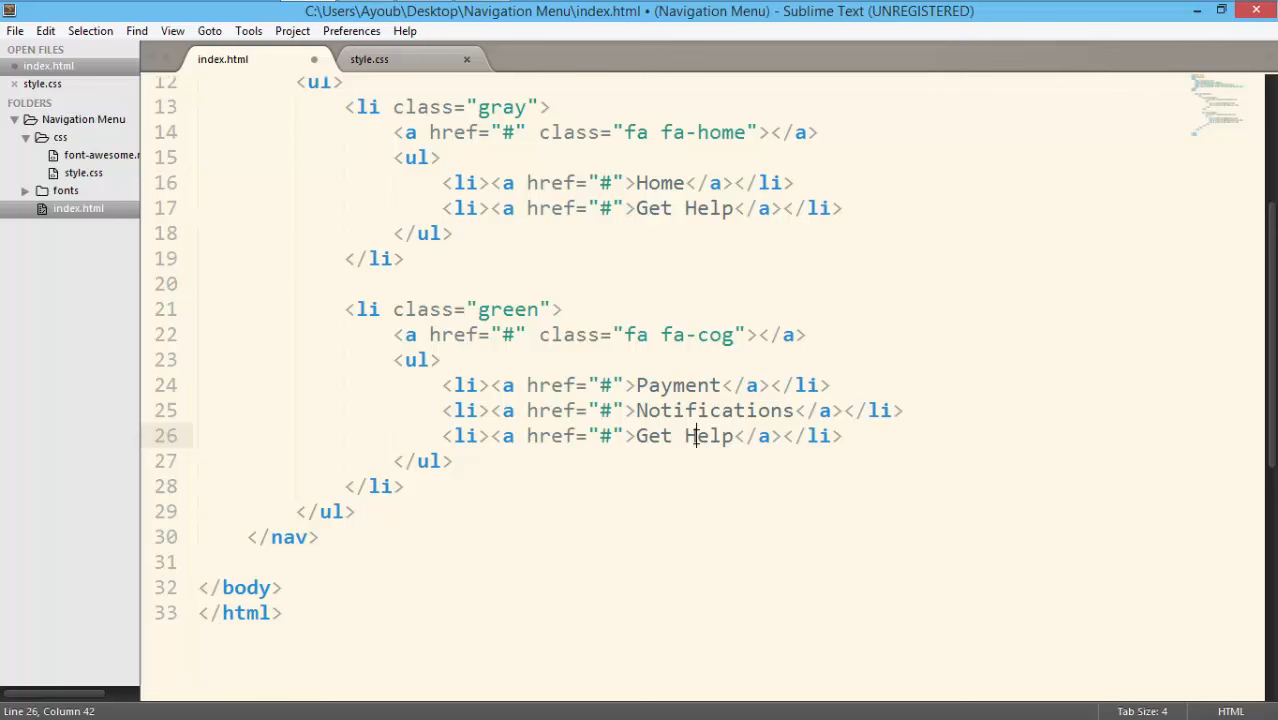 C:\Users\Ayoub\Desktop\Navigation Menu\index.html • (Navigation Menu) - Sublime Text (UNREGISTERED)
File Edit Selection Find View Goto Tools Project Preferences Help
OPEN FILES
index.html
style.css
FOLDERS
Navigation Menu
css
font-awesome.
style.css
fonts
index.html
index.html style.css
12 <ul>
13 <li class="gray">
14 <a href="#" class="fa fa-home"></a>
15 <ul>
16 <li><a href="#">Home</a></li>
17 <li><a href="#">Get Help</a></li>
18 </ul>
19 </li>
20
21 <li class="green">
22 <a href="#" class="fa fa-cog"></a>
23 <ul>
24 <li><a href="#">Payment</a></li>
25 <li><a href="#">Notifications</a></li>
26 <li><a href="#">Get Help</a></li>
27 </ul>
28 </li>
29 </ul>
30 </nav>
31
32 </body>
33 </html>
Line 26, Column 42 Tab Size: 4 HTML